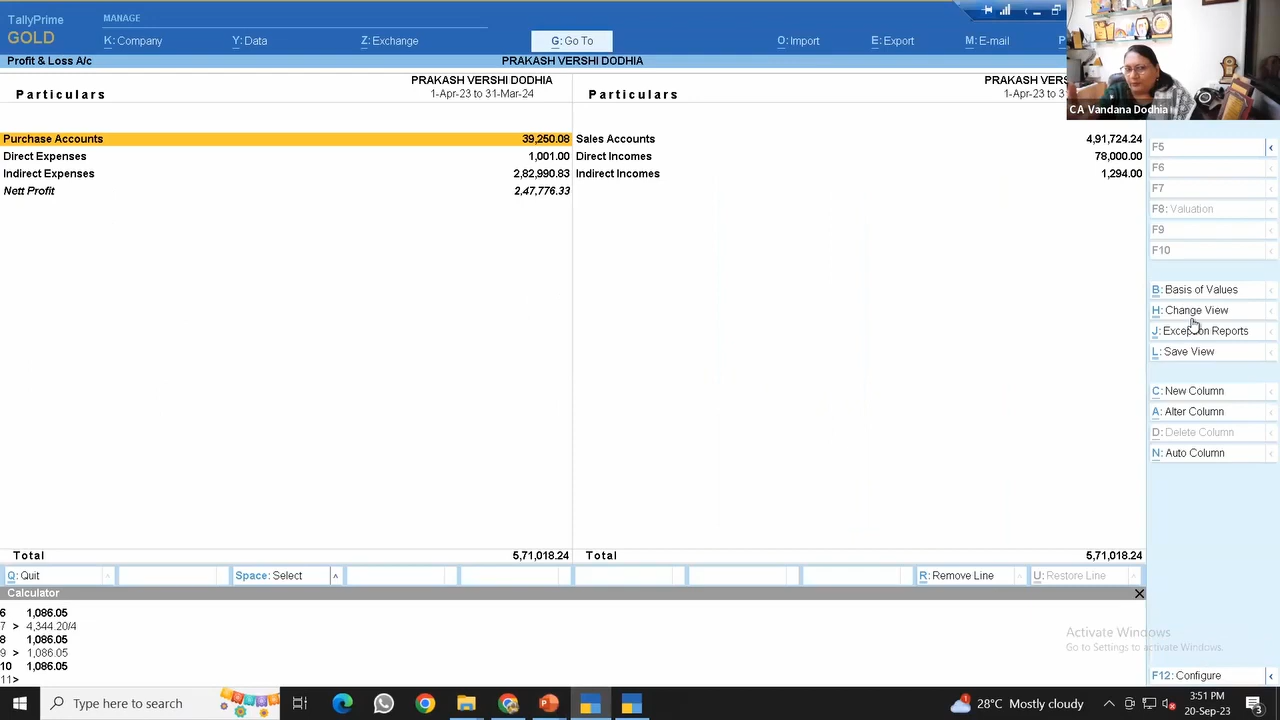 TallyPrime
GOLD
MANAGE
K: Company
Y: Data
Z: Exchange
G: Go To
O: Import
E: Export
M: E-mail
P
Profit & Loss A/c
PRAKASH VERSHI DODHIA
Particulars
PRAKASH VERSHI DODHIA
1-Apr-23 to 31-Mar-24
Particulars
PRAKASH VERS
1-Apr-23 to 3
CA Vandana Dodhia
Purchase Accounts 39,250.08
Direct Expenses 1,001.00
Indirect Expenses 2,82,990.83
Nett Profit 2,47,776.33
Sales Accounts 4,91,724.24
Direct Incomes 78,000.00
Indirect Incomes 1,294.00
Total 5,71,018.24
Total 5,71,018.24
F5
F6
F7
F8: Valuation
F9
F10
B: Basis of Values
H: Change View
J: Exception Reports
L: Save View
C: New Column
A: Alter Column
D: Delete Column
N: Auto Column
Q: Quit
Space: Select
R: Remove Line
U: Restore Line
Calculator
6 1,086.05
7 > 4,344.20/4
8 1,086.05
9 > 1,086.05
10 1,086.05
11>
Activate Windows
Go to Settings to activate Windows.
F12: Configure
Type here to search
28°C Mostly cloudy
3:51 PM
20-Sep-23
3